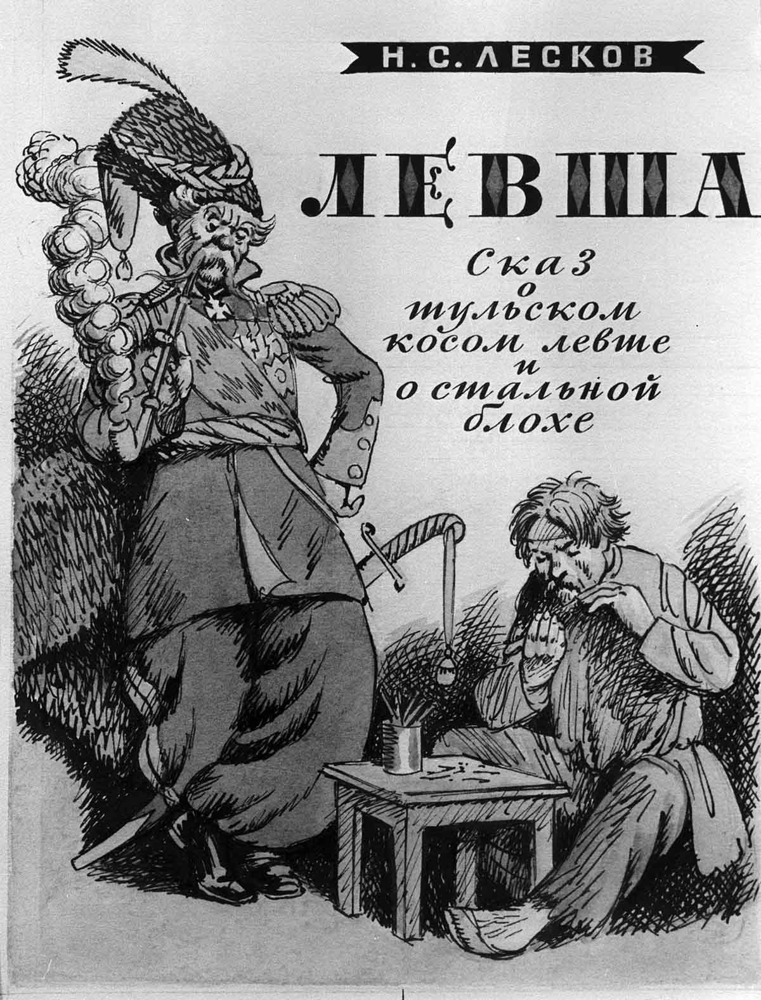 Н. С. ЛЕСКОВ
ЛЕВША
Сказ
о
тульском
косом левше
и
о стальной
блохе